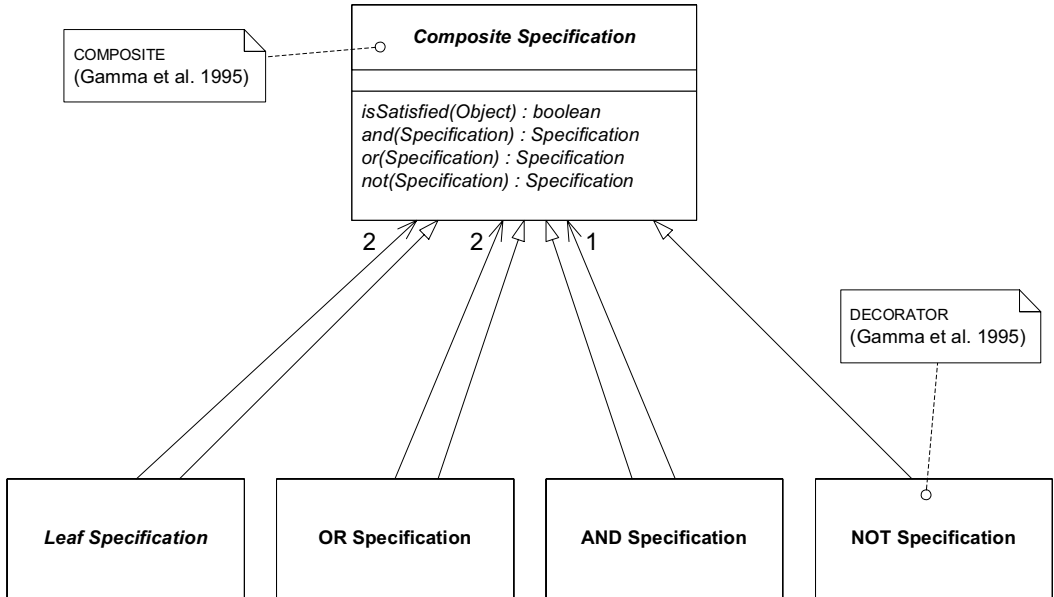 Composite Specification
COMPOSITE
(Gamma et al. 1995)
isSatisfied(Object) : boolean
and(Specification) : Specification
or(Specification) : Specification
not(Specification) : Specification
2
2
1
DECORATOR
(Gamma et al. 1995)
Leaf Specification
OR Specification
AND Specification
NOT Specification